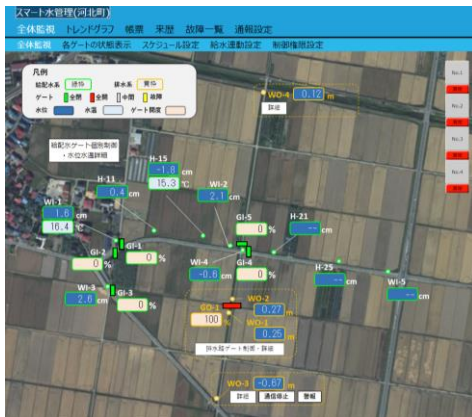 スマート水管理(河北町)
全体監視 トレンドグラフ 帳票 来歴 故障一覧 通報設定
全体監視 各ゲートの状態表示 スケジュール設定 給水連動設定 制御権限設定
凡例
給配水系 緑枠 排水系 黄枠
ゲート 全閉 全開 中間 故障
水位 水温 ゲート開度
WO-4 0.12 m
詳細
No.1
No.2
No.3
No.4
給配水ゲート個別制御
・水位水温詳細
H-15
-1.8 cm
15.3 ℃
H-11
0.4 cm
WI-2
2.1 cm
WI-1
1.6 cm
16.4 ℃
GI-5
0 %
H-21
-- cm
GI-1
0 %
GI-2
0 %
WI-4
-0.6 cm
GI-4
0 %
H-25
-- cm
WI-5
-- cm
WI-3
2.6 cm
GI-3
0 %
GO-1
100 %
WO-2
0.27 m
WO-1
0.25 m
排水路ゲート制御・詳細
WO-3 -0.67 m
詳細 通信停止 警報